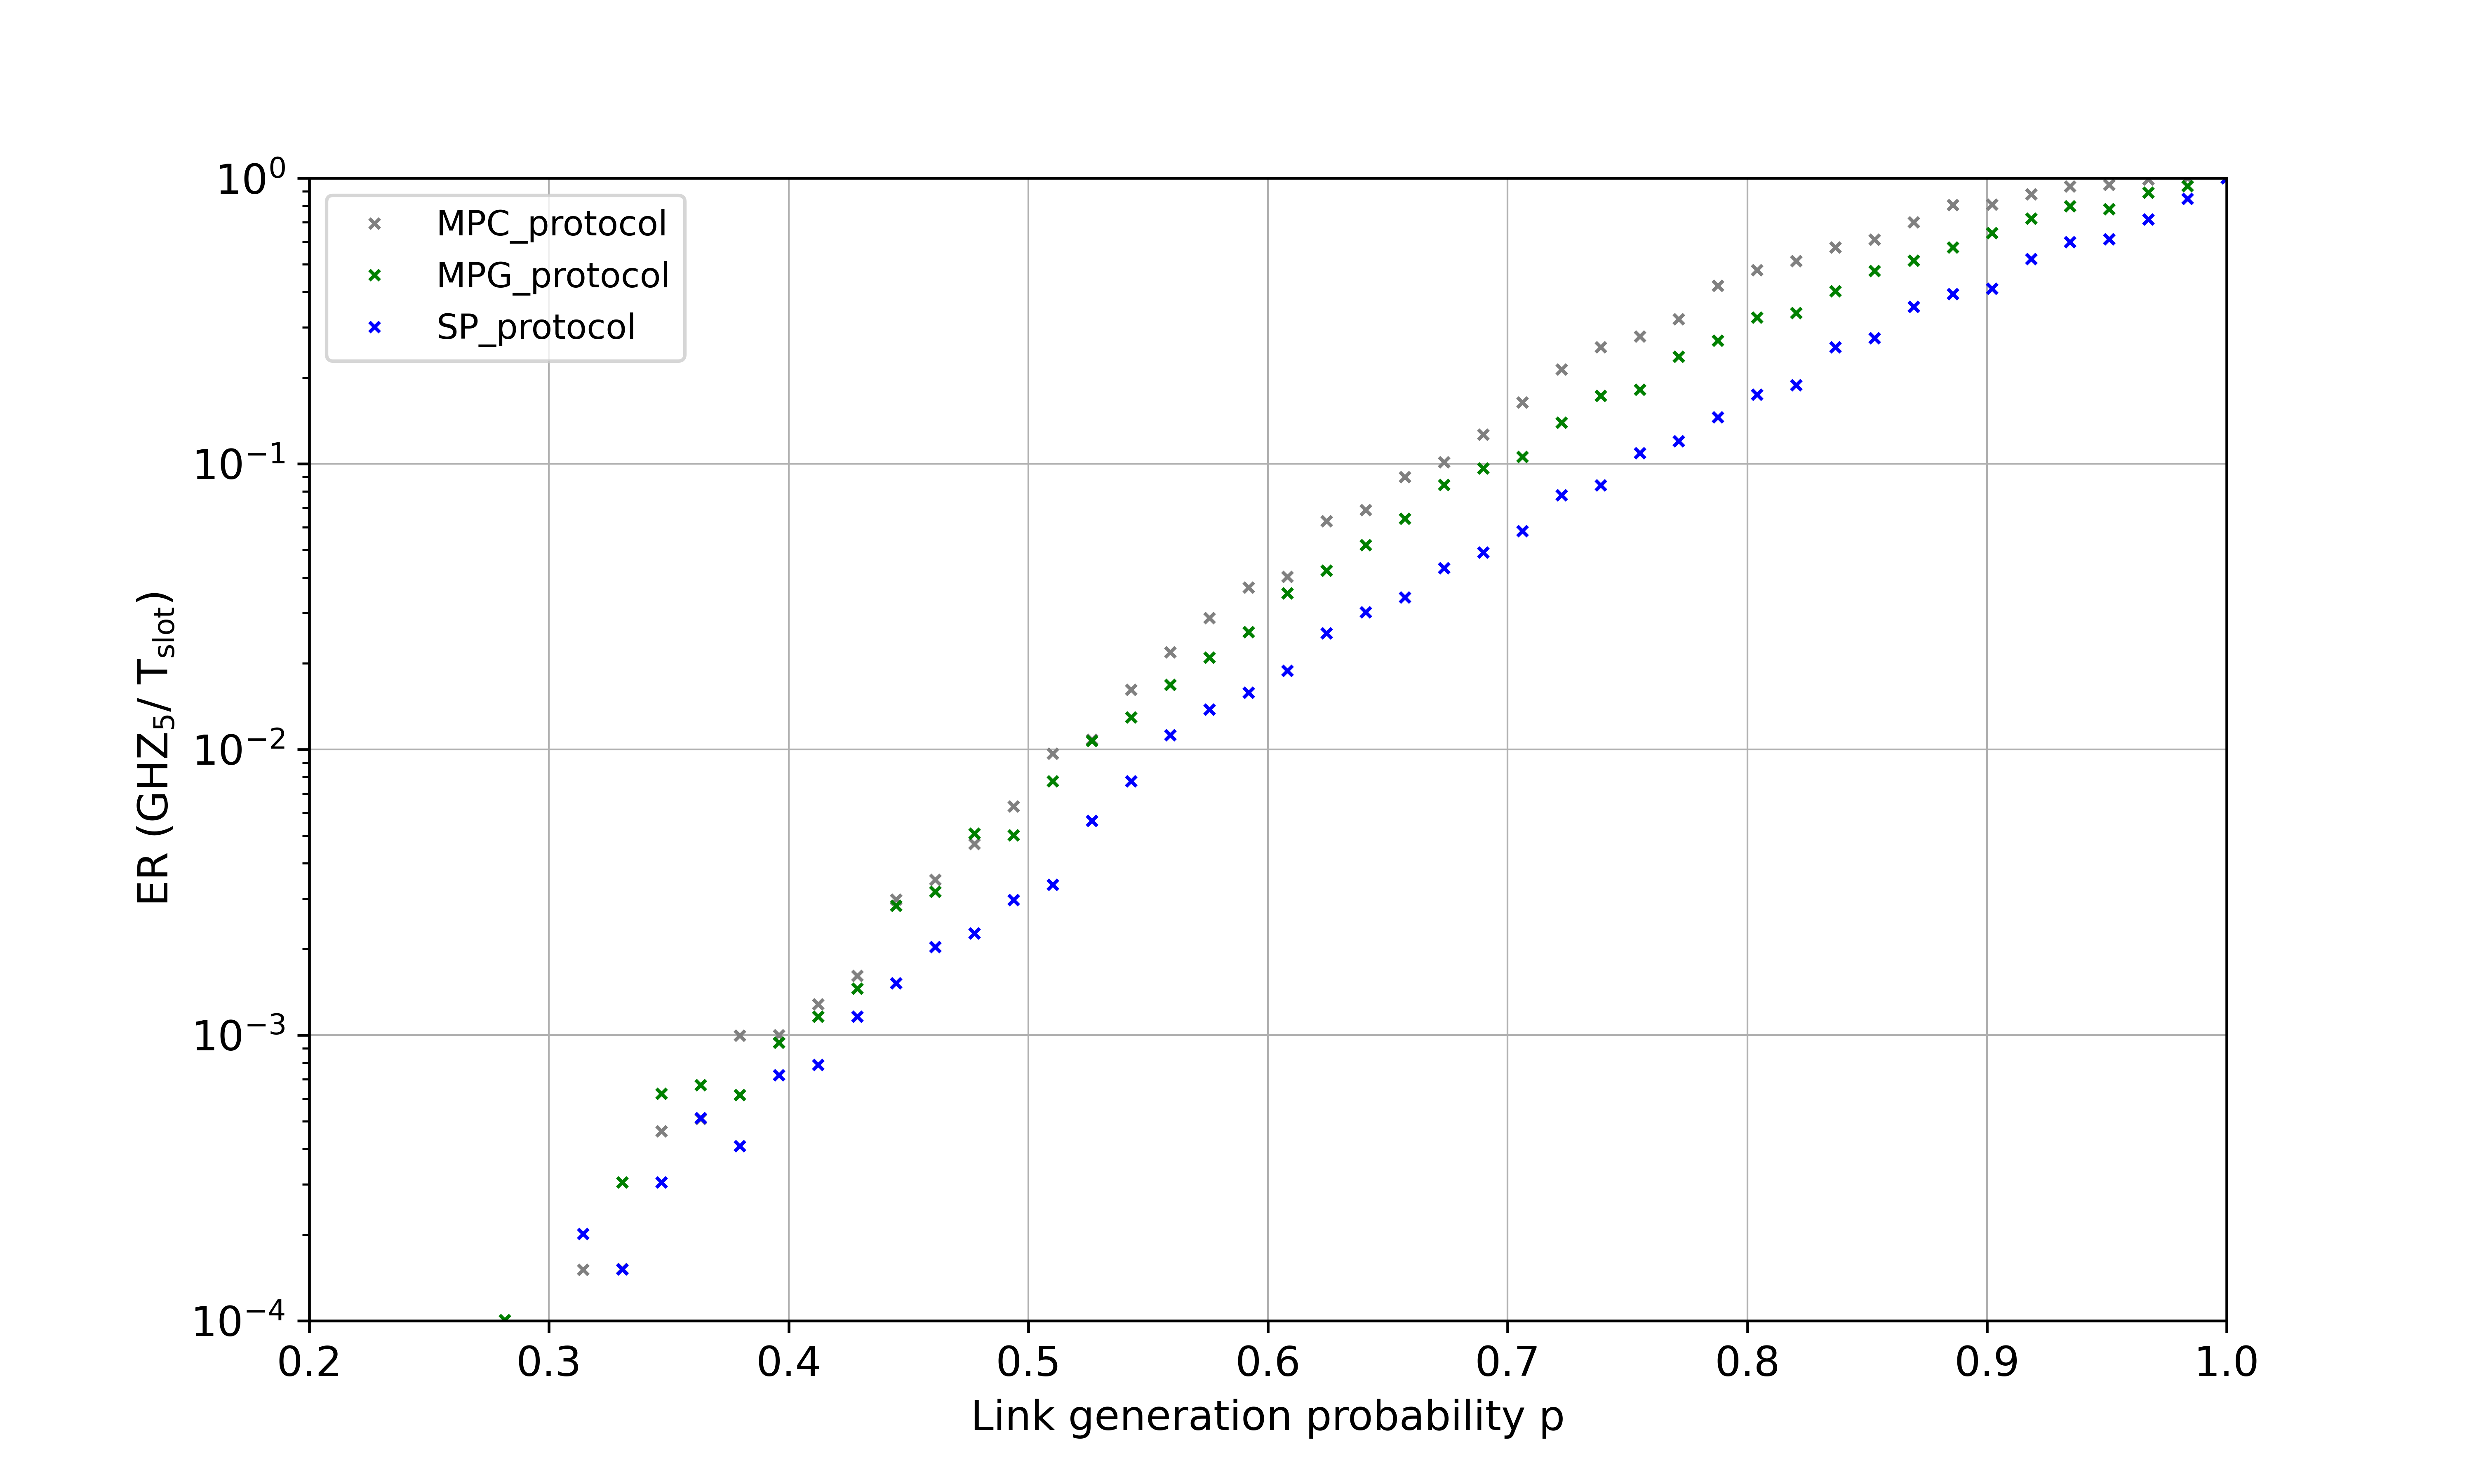 MPC_protocol
MPG_protocol
SP_protocol
10⁰
10⁻¹
10⁻²
10⁻³
10⁻⁴
ER (GHZ₅/ Tₛₗₒₜ)
0.2 0.3 0.4 0.5 0.6 0.7 0.8 0.9 1.0
Link generation probability p